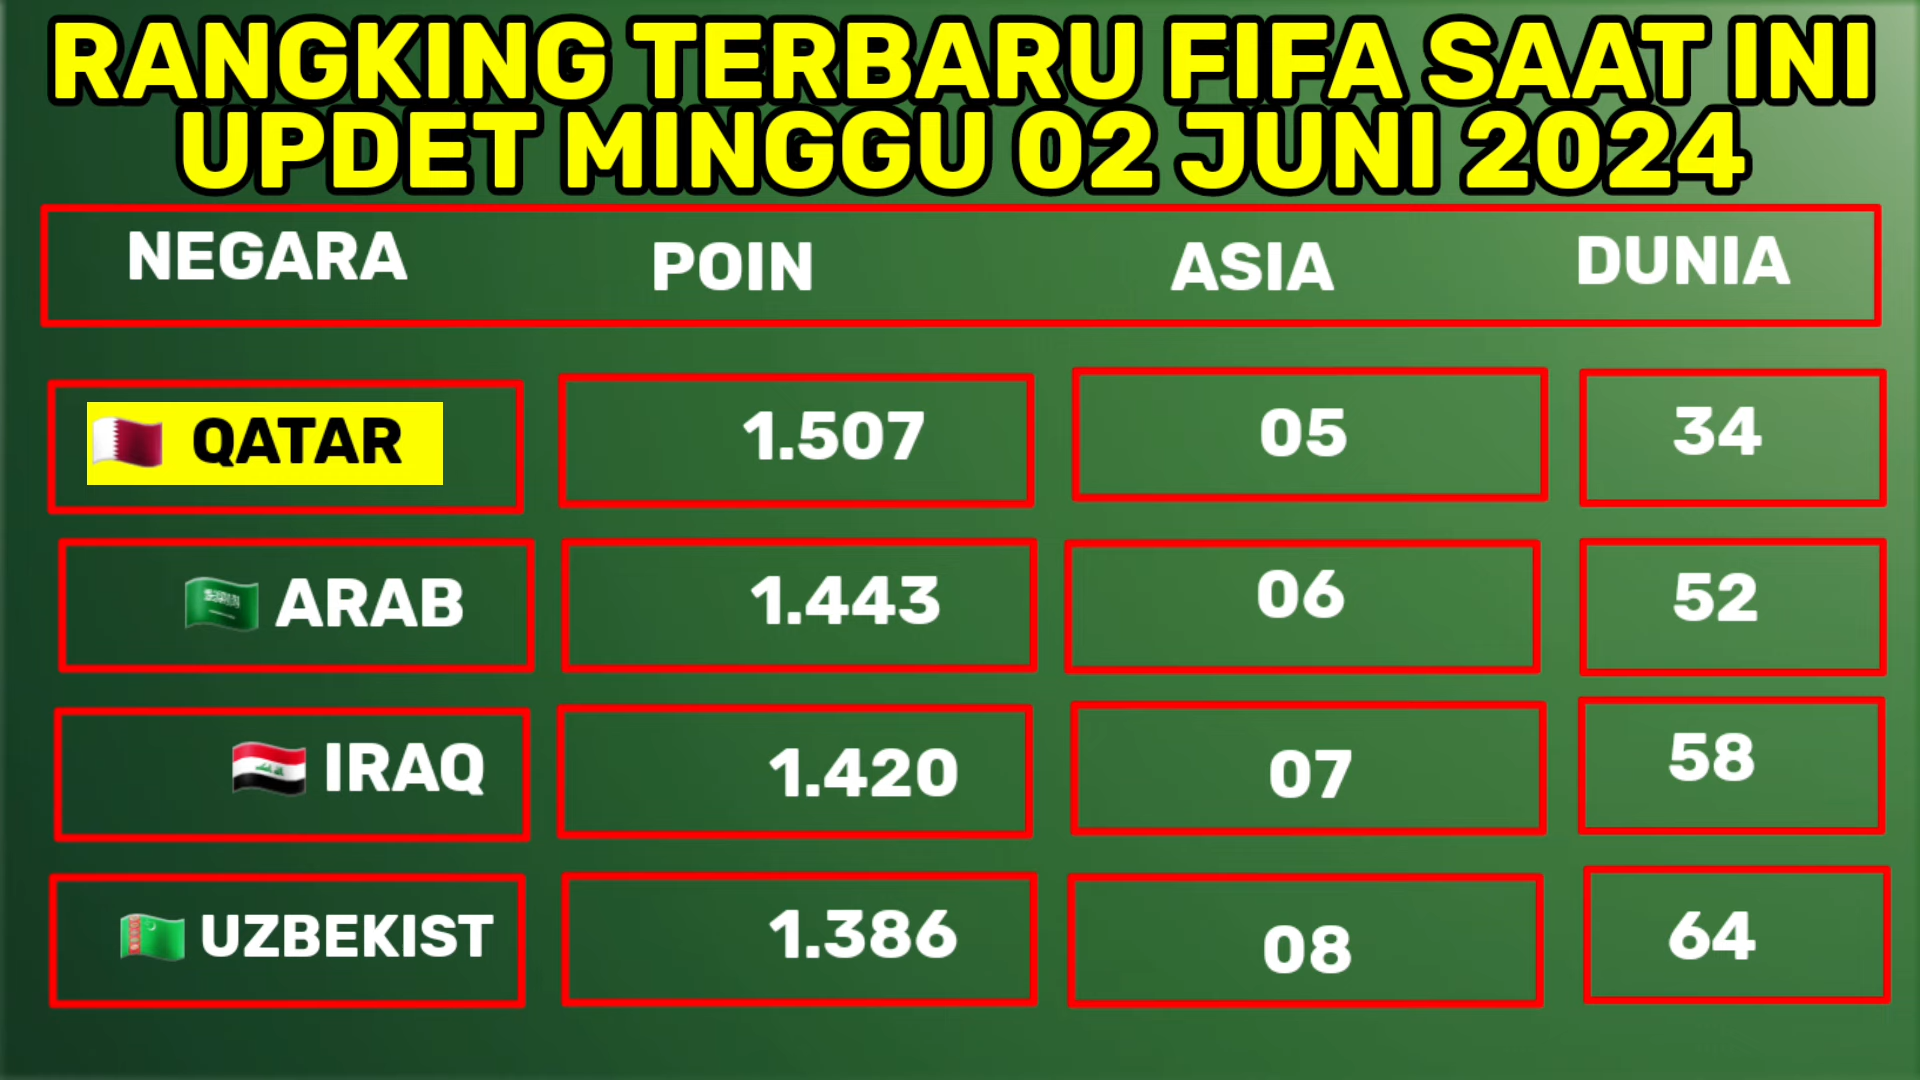 RANGKING TERBARU FIFA SAAT INI
UPDET MINGGU 02 JUNI 2024
NEGARA POIN ASIA DUNIA
QATAR 1.507 05 34
ARAB 1.443 06 52
IRAQ 1.420 07 58
UZBEKIST 1.386 08 64